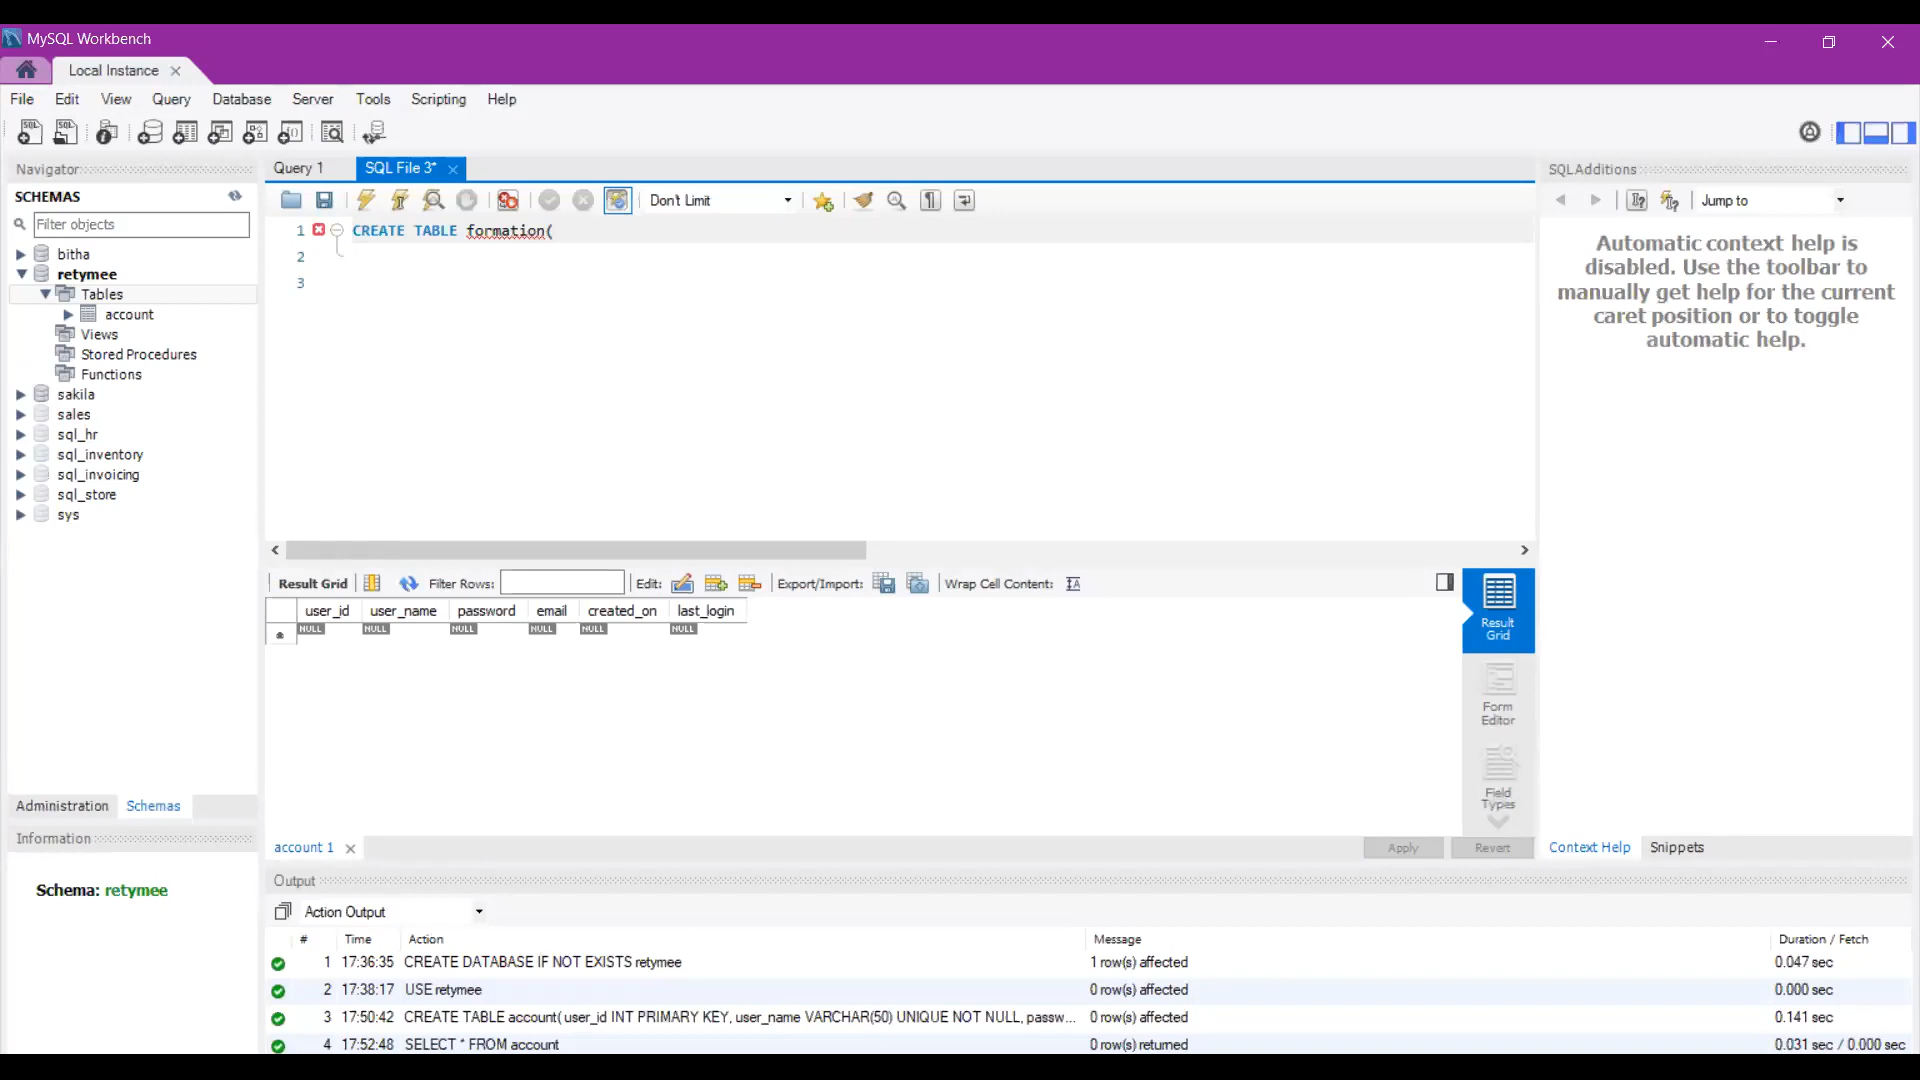 MySQL Workbench
Local Instance
File Edit View Query Database Server Tools Scripting Help
Navigator
SCHEMAS
Filter objects
bitha
retymee
Tables
account
Views
Stored Procedures
Functions
sakila
sales
sql_hr
sql_inventory
sql_invoicing
sql_store
sys
Administration Schemas
Information
Schema: retymee
Query 1 SQL File 3*
Don't Limit
1 CREATE TABLE formation(
2
3
Result Grid Filter Rows: Edit: Export/Import: Wrap Cell Content:
user_id user_name password email created_on last_login
NULL NULL NULL NULL NULL NULL
Result
Grid
Form
Editor
Field
Types
account 1 Apply Revert
SQLAdditions
Jump to
Automatic context help is
disabled. Use the toolbar to
manually get help for the current
caret position or to toggle
automatic help.
Context Help Snippets
Output
Action Output
# Time Action Message Duration / Fetch
1 17:36:35 CREATE DATABASE IF NOT EXISTS retymee 1 row(s) affected 0.047 sec
2 17:38:17 USE retymee 0 row(s) affected 0.000 sec
3 17:50:42 CREATE TABLE account( user_id INT PRIMARY KEY, user_name VARCHAR(50) UNIQUE NOT NULL, passw... 0 row(s) affected 0.141 sec
4 17:52:48 SELECT * FROM account 0 row(s) returned 0.031 sec / 0.000 sec